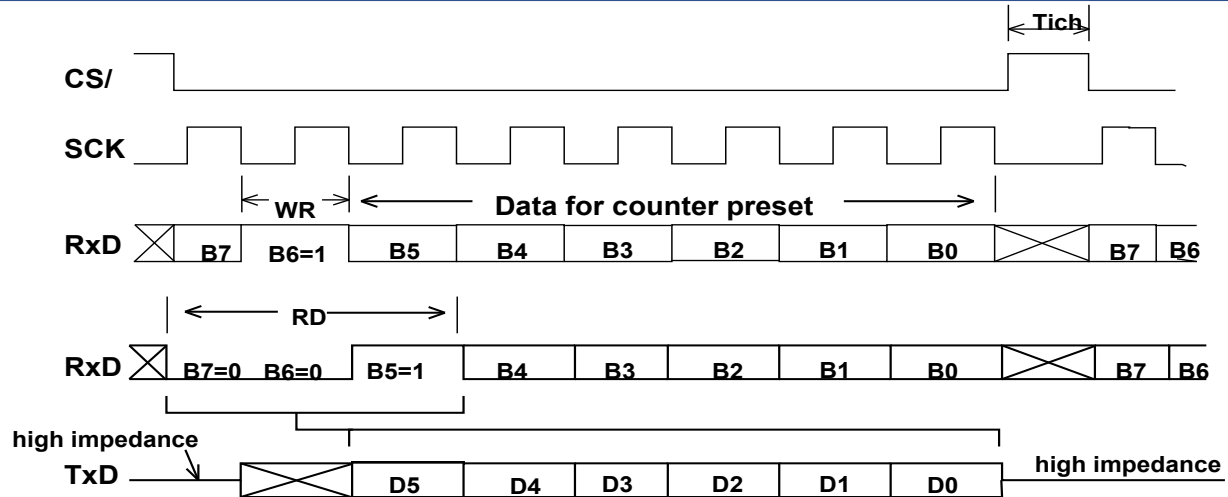 Tich
CS/
SCK
WR
Data for counter preset
RxD B7 B6=1 B5 B4 B3 B2 B1 B0 B7 B6
RD
RxD B7=0 B6=0 B5=1 B4 B3 B2 B1 B0 B7 B6
high impedance
high impedance
TxD D5 D4 D3 D2 D1 D0